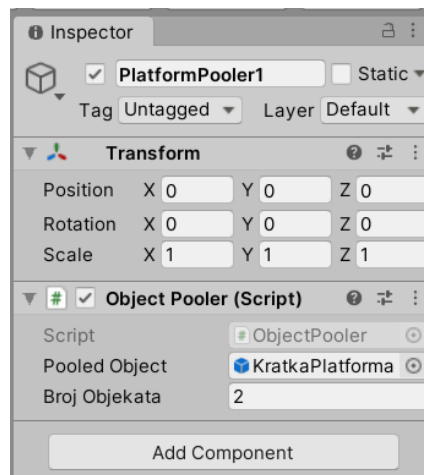 Inspector
PlatformPooler1 Static
Tag Untagged Layer Default
Transform
Position X 0 Y 0 Z 0
Rotation X 0 Y 0 Z 0
Scale X 1 Y 1 Z 1
# Object Pooler (Script)
Script # ObjectPooler
Pooled Object KratkaPlatforma
Broj Objekata 2
Add Component